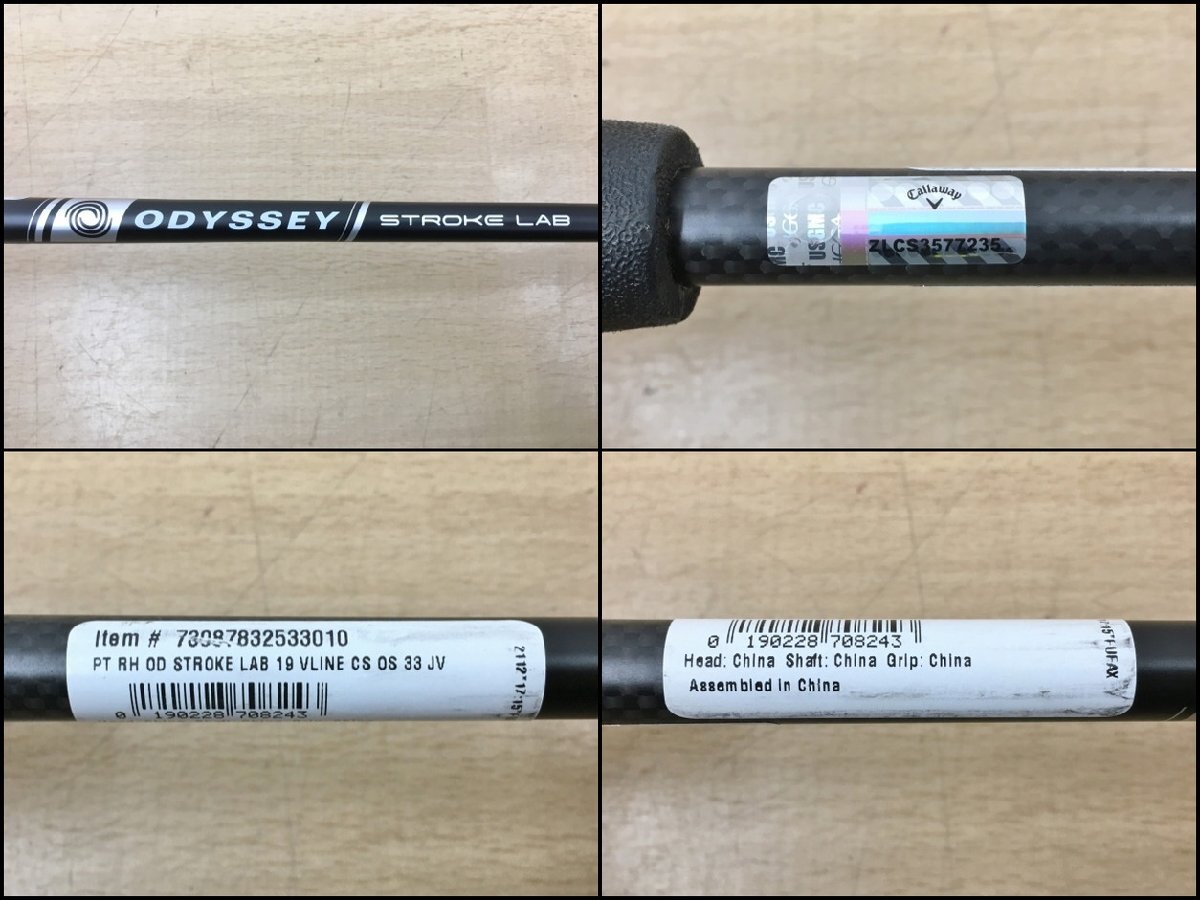 ODYSSEY STROKE LAB
Callaway
USGMC
ZLCS3577235
Item # 73087832533010
PT RH OD STROKE LAB 19 VLINE CS OS 33 JV
0 190228 708243
0 190228 708243
Head: China Shaft: China Grip: China
Assembled in China